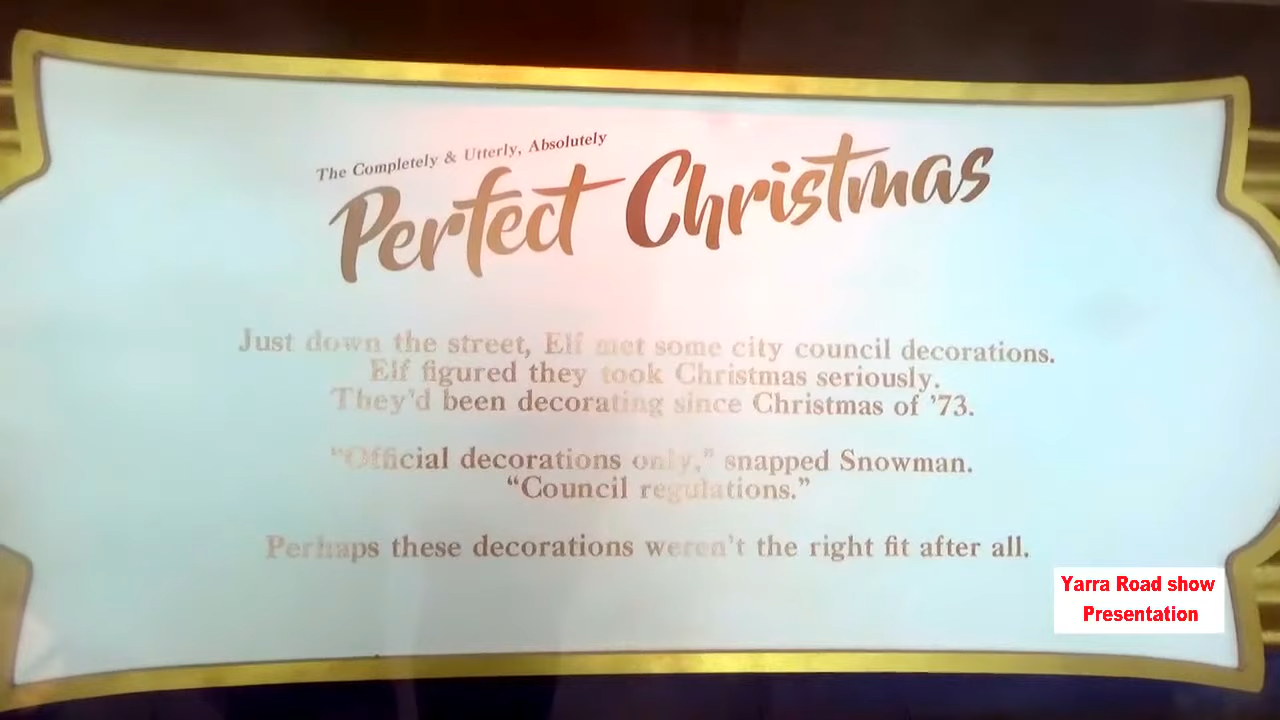 The Completely & Utterly, Absolutely
Perfect Christmas
Just down the street, Elf met some city council decorations.
Elf figured they took Christmas seriously.
They'd been decorating since Christmas of '73.
"Official decorations only," snapped Snowman.
"Council regulations."
Perhaps these decorations weren't the right fit after all.
Yarra Road show
Presentation